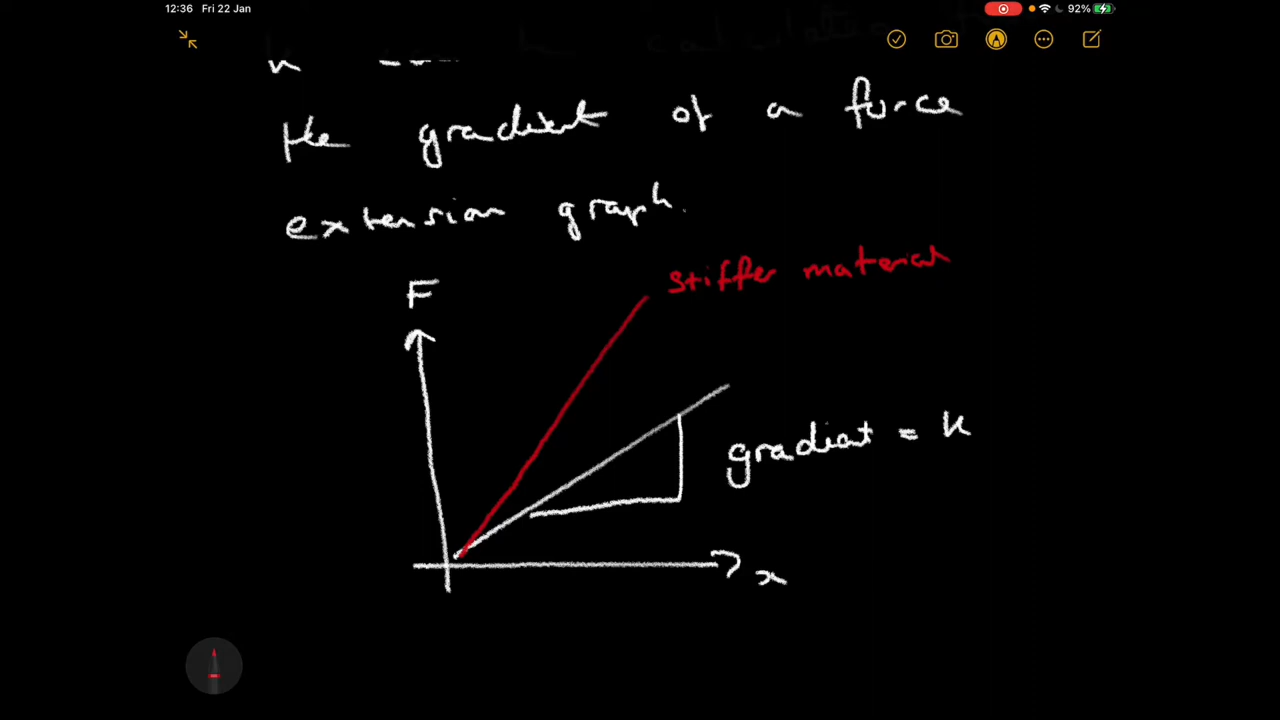 12:36 Fri 22 Jan
92%
the gradient of a force
extension graph.
stiffer material
F
gradient = k
x